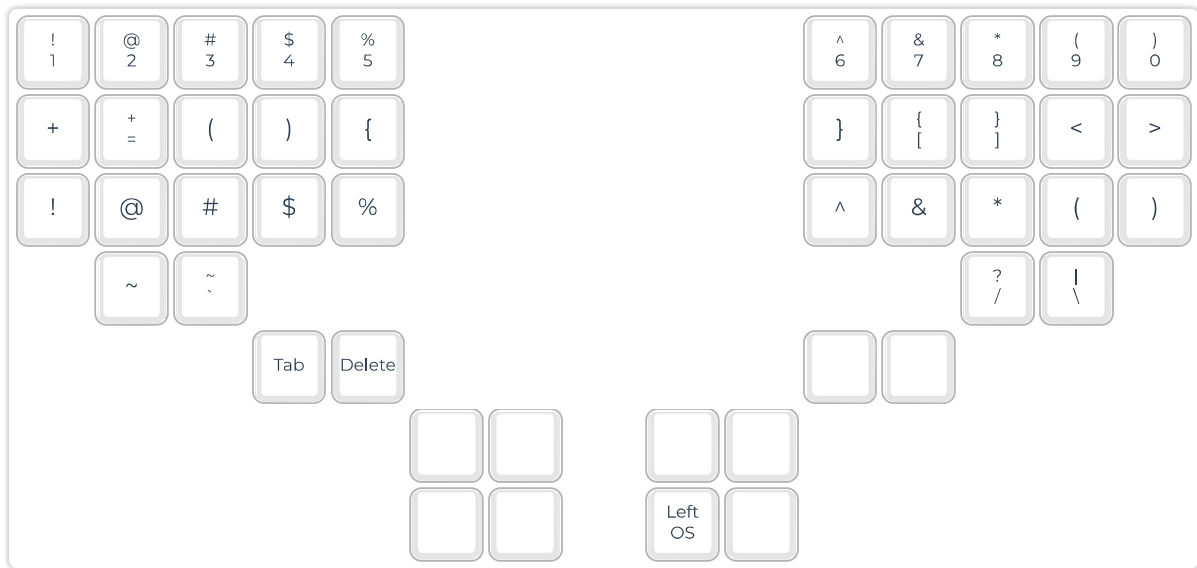 ! @ # $ % ^ & * ( )
1 2 3 4 5 6 7 8 9 0
+ + ( ) { } { } < >
= [ ]
! @ # $ % ^ & * ( )
~ ~ ? |
` / \
Tab Delete
Left
OS